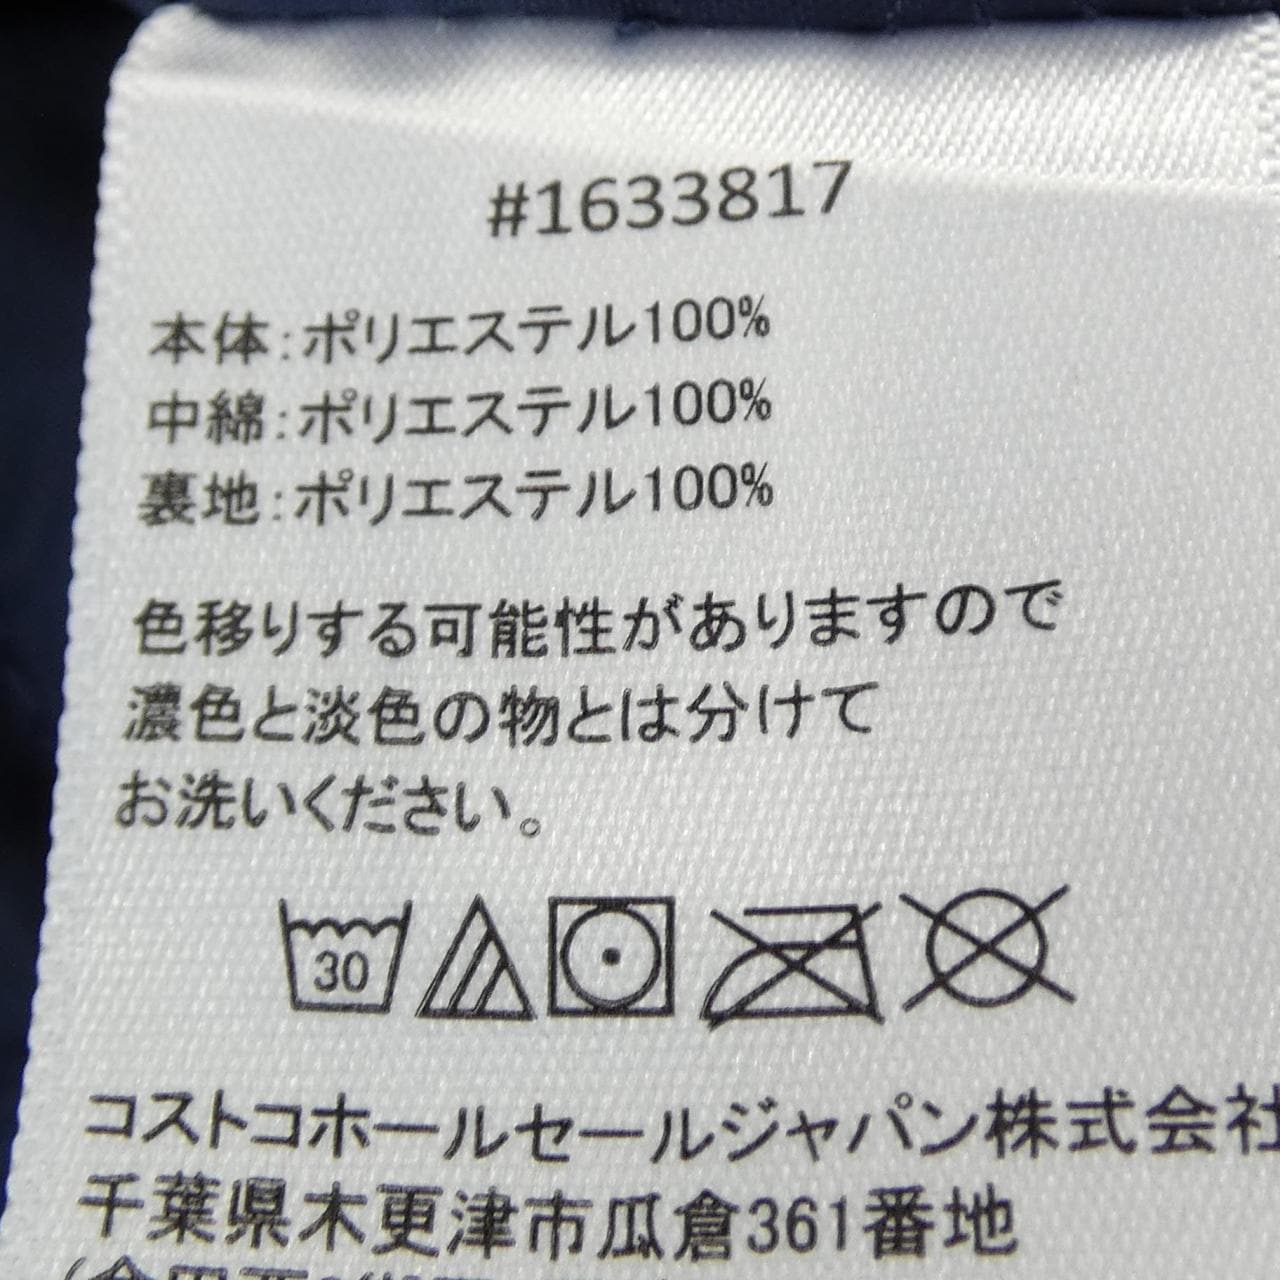 #1633817
本体:ポリエステル100%
中綿:ポリエステル100%
裏地:ポリエステル100%
色移りする可能性がありますので
濃色と淡色の物とは分けて
お洗いください。
30
コストコホールセールジャパン株式会社
千葉県木更津市瓜倉361番地